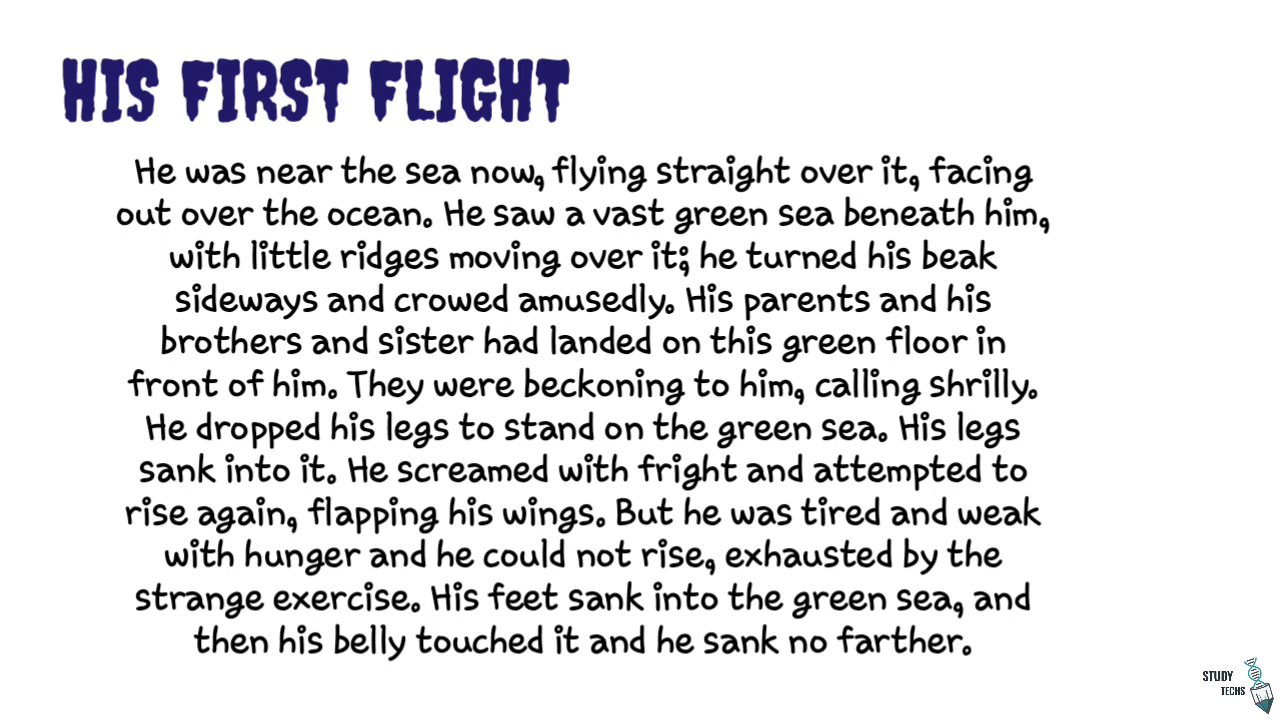 HIS FIRST FLIGHT
He was near the sea now, flying straight over it, facing
out over the ocean. He saw a vast green sea beneath him,
with little ridges moving over it; he turned his beak
sideways and crowed amusedly. His parents and his
brothers and sister had landed on this green floor in
front of him. They were beckoning to him, calling shrilly.
He dropped his legs to stand on the green sea. His legs
sank into it. He screamed with fright and attempted to
rise again, flapping his wings. But he was tired and weak
with hunger and he could not rise, exhausted by the
strange exercise. His feet sank into the green sea, and
then his belly touched it and he sank no farther.
STUDY
TECHS